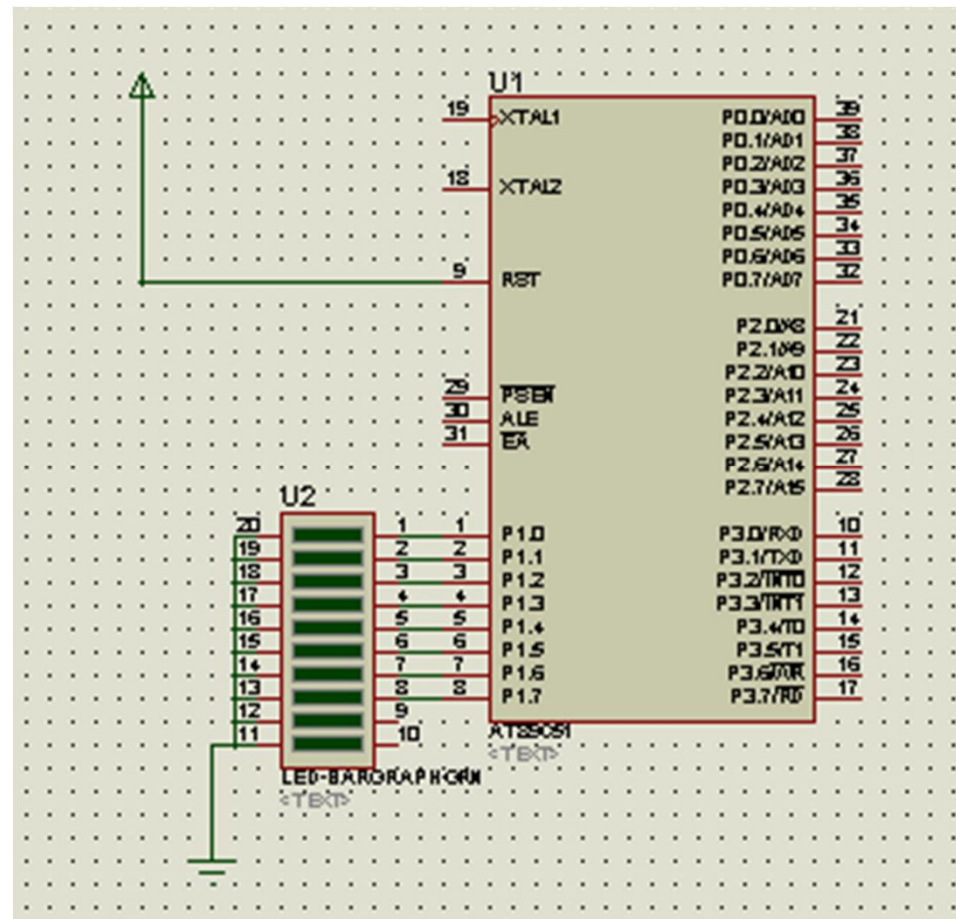 U1
19 XTAL1 P0.0/AD0 39
P0.1/AD1 38
P0.2/AD2 37
18 XTAL2 P0.3/AD3 36
P0.4/AD4 35
P0.5/AD5 34
P0.6/AD6 33
9 RST P0.7/AD7 32
P2.0/A8 21
P2.1/A9 22
P2.2/A10 23
29 PSEN P2.3/A11 24
30 ALE P2.4/A12 25
31 EA P2.5/A13 26
P2.6/A14 27
P2.7/A15 28
U2
20 1 1 P1.0 P3.0/RXD 10
19 2 2 P1.1 P3.1/TXD 11
18 3 3 P1.2 P3.2/INT0 12
17 4 4 P1.3 P3.3/INT1 13
16 5 5 P1.4 P3.4/T0 14
15 6 6 P1.5 P3.5/T1 15
14 7 7 P1.6 P3.6/WR 16
13 8 8 P1.7 P3.7/RD 17
12 9
11 10
AT89C51
<TEXT>
LED-BARGRAPH-GRN
<TEXT>